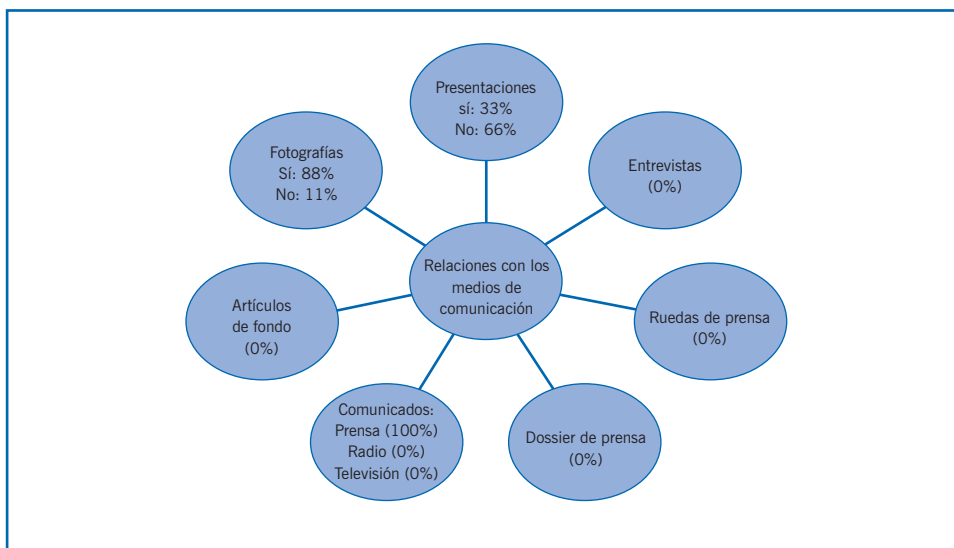 Presentaciones
sí: 33%
No: 66%
Fotografías
Sí: 88%
No: 11%
Entrevistas
(0%)
Relaciones con los
medios de
comunicación
Artículos
de fondo
(0%)
Ruedas de prensa
(0%)
Comunicados:
Prensa (100%)
Radio (0%)
Televisión (0%)
Dossier de prensa
(0%)